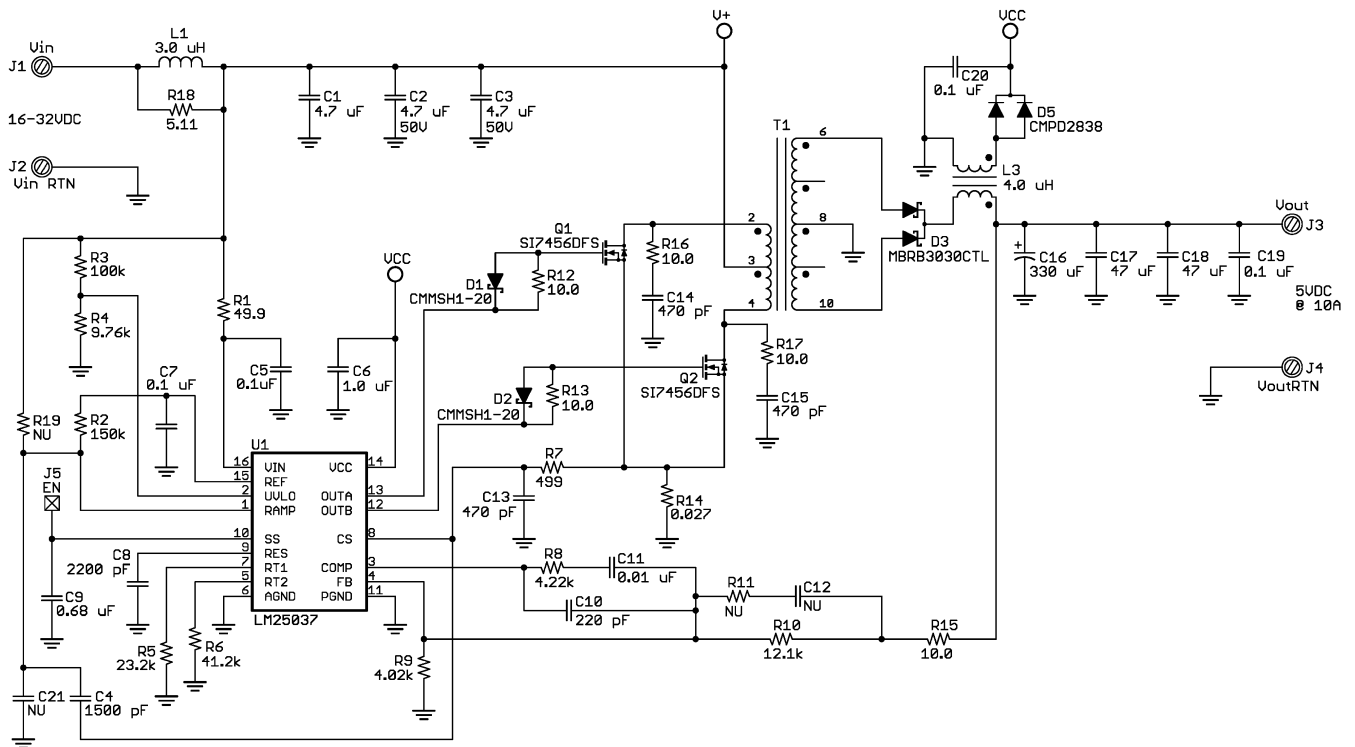 Vin
J1
L1
3.0 uH
R18
5.11
16-32VDC
J2
Vin RTN
C1
4.7 uF
C2
4.7 uF
50V
C3
4.7 uF
50V
V+
VCC
C20
0.1 uF
D5
CMPD2838
T1
6
8
10
2
3
4
L3
4.0 uH
D3
MBRB3030CTL
Vout
J3
C16
330 uF
+
C17
47 uF
C18
47 uF
C19
0.1 uF
5VDC
@ 10A
J4
VoutRTN
R3
100k
R4
9.76k
R1
49.9
VCC
Q1
SI7456DFS
D1
CMMSH1-20
R12
10.0
R16
10.0
C14
470 pF
C7
0.1 uF
C5
0.1uF
C6
1.0 uF
Q2
SI7456DFS
D2
CMMSH1-20
R13
10.0
R17
10.0
C15
470 pF
R19
NU
R2
150k
J5
EN
U1
16 VIN VCC 14
15 REF
2 UVLO OUTA 13
1 RAMP OUTB 12
10 SS CS 8
9 RES
7 RT1 COMP 3
5 RT2 FB 4
6 AGND PGND 11
LM25037
R7
499
C13
470 pF
R14
0.027
C8
2200 pF
C9
0.68 uF
R8
4.22k
C11
0.01 uF
C10
220 pF
R11
NU
C12
NU
R10
12.1k
R15
10.0
R5
23.2k
R6
41.2k
R9
4.02k
C21
NU
C4
1500 pF